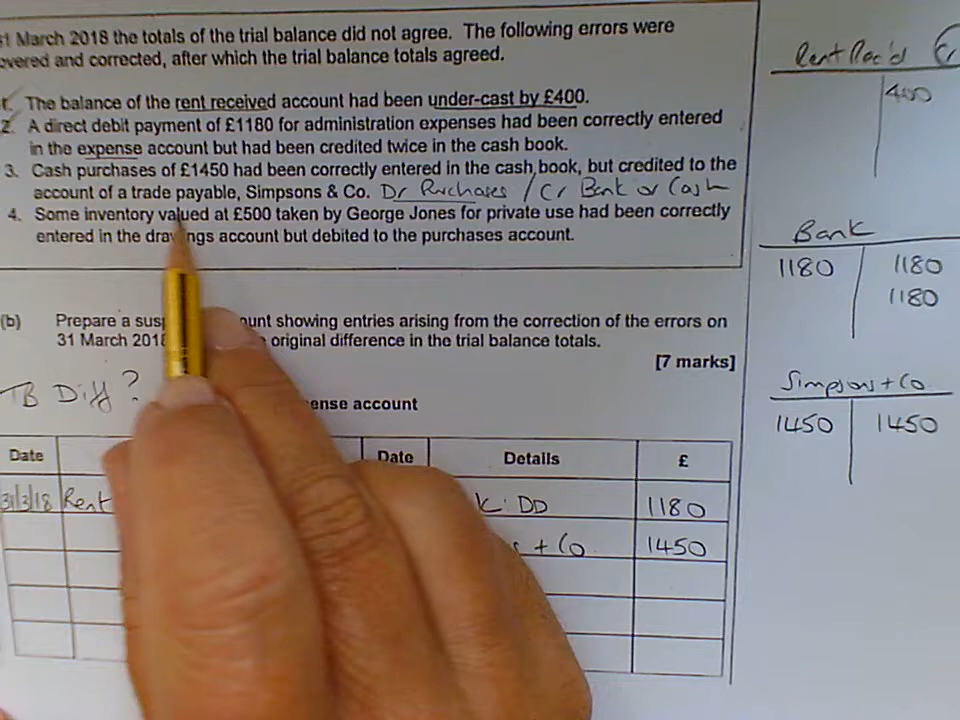 1 March 2018 the totals of the trial balance did not agree. The following errors were
overed and corrected, after which the trial balance totals agreed.
1. The balance of the rent received account had been under-cast by £400.
2. A direct debit payment of £1180 for administration expenses had been correctly entered
in the expense account but had been credited twice in the cash book.
3. Cash purchases of £1450 had been correctly entered in the cash book, but credited to the
account of a trade payable, Simpsons & Co. Dr Purchases / Cr Bank or Cash
4. Some inventory valued at £500 taken by George Jones for private use had been correctly
entered in the drawings account but debited to the purchases account.
(b) Prepare a sus ount showing entries arising from the correction of the errors on
31 March 201 original difference in the trial balance totals.
[7 marks]
TB Diff?
ense account
Date Date Details £
31/3/18 Rent DD 1180
+ Co 1450
Rent Rec'd Cr
400
Bank
1180 1180
1180
Simpsons + Co
1450 1450